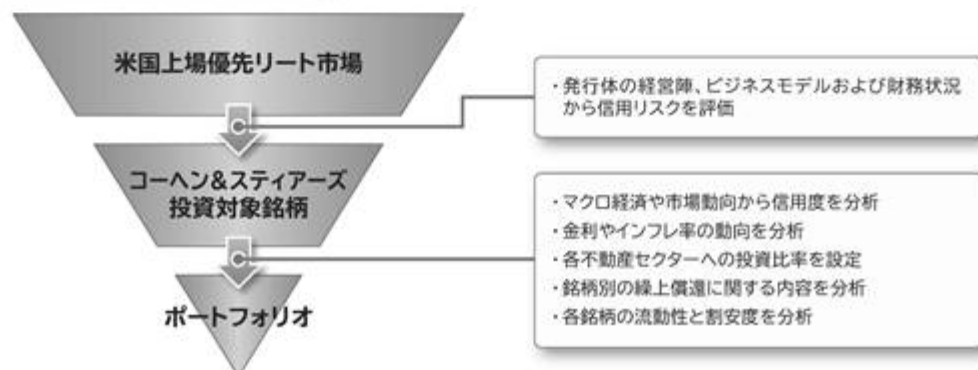 米国上場優先リート市場
・発行体の経営陣、ビジネスモデルおよび財務状況
から信用リスクを評価
コーヘン&スティアーズ
投資対象銘柄
・マクロ経済や市場動向から信用度を分析
・金利やインフレ率の動向を分析
・各不動産セクターへの投資比率を設定
・銘柄別の繰上償還に関する内容を分析
・各銘柄の流動性と割安度を分析
ポートフォリオ